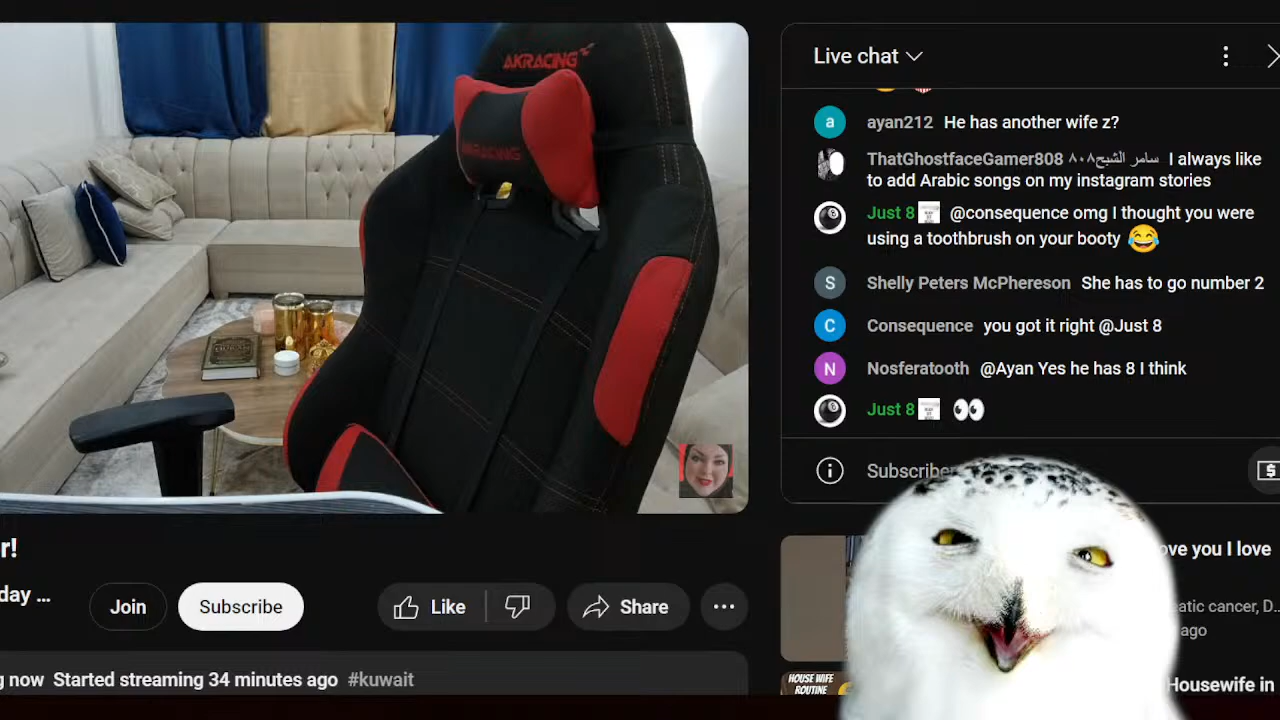 AKRACING
AKRACING
Live chat
a
ayan212 He has another wife z?
ThatGhostfaceGamer808 سامر الشبح٨٠٨ I always like
to add Arabic songs on my instagram stories
Just 8 @consequence omg I thought you were
using a toothbrush on your booty 😂
S
Shelly Peters McPhereson She has to go number 2
C
Consequence you got it right @Just 8
N
Nosferatooth @Ayan Yes he has 8 I think
Just 8 👀
Subscribe
r!
day ...
Join
Subscribe
Like
Share
ove you I love
atic cancer, D...
ago
g now Started streaming 34 minutes ago #kuwait
HOUSE WIFE
ROUTINE
Housewife in